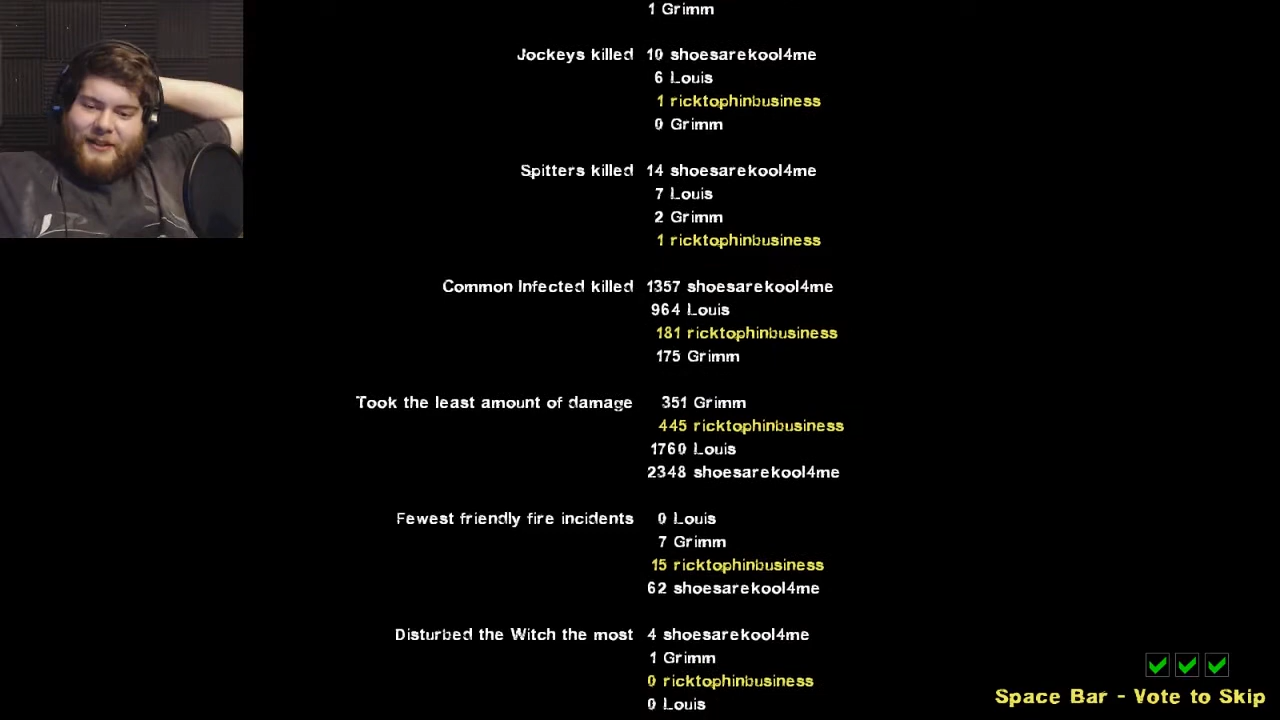 1 Grimm
Jockeys killed 10 shoesarekool4me
6 Louis
1 ricktophinbusiness
0 Grimm
Spitters killed 14 shoesarekool4me
7 Louis
2 Grimm
1 ricktophinbusiness
Common Infected killed 1357 shoesarekool4me
964 Louis
181 ricktophinbusiness
175 Grimm
Took the least amount of damage 351 Grimm
445 ricktophinbusiness
1760 Louis
2348 shoesarekool4me
Fewest friendly fire incidents 0 Louis
7 Grimm
15 ricktophinbusiness
62 shoesarekool4me
Disturbed the Witch the most 4 shoesarekool4me
1 Grimm
0 ricktophinbusiness
0 Louis
Space Bar - Vote to Skip